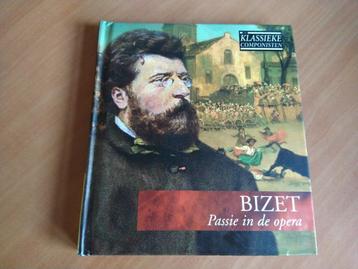 KLASSIEKE
COMPONISTEN
BIZET
Passie in de opera